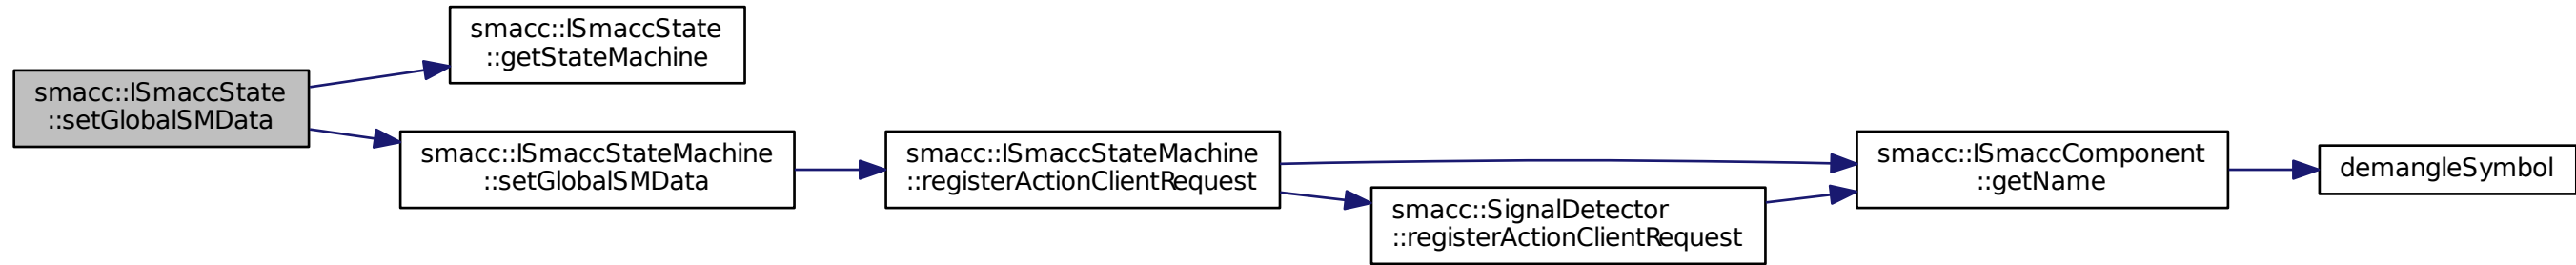 smacc::ISmaccState
::setGlobalSMData
smacc::ISmaccState
::getStateMachine
smacc::ISmaccStateMachine
::setGlobalSMData
smacc::ISmaccStateMachine
::registerActionClientRequest
smacc::SignalDetector
::registerActionClientRequest
smacc::ISmaccComponent
::getName
demangleSymbol